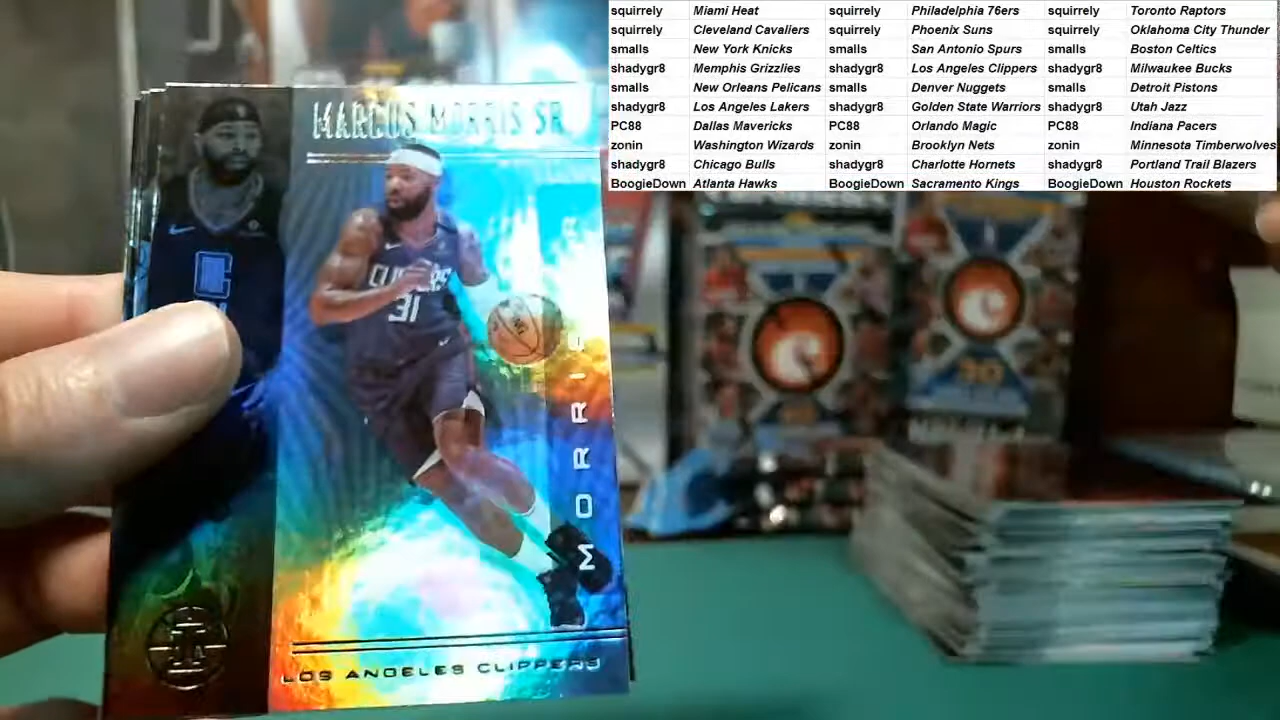 squirrely Miami Heat squirrely Philadelphia 76ers squirrely Toronto Raptors
squirrely Cleveland Cavaliers squirrely Phoenix Suns squirrely Oklahoma City Thunder
smalls New York Knicks smalls San Antonio Spurs smalls Boston Celtics
shadygr8 Memphis Grizzlies shadygr8 Los Angeles Clippers shadygr8 Milwaukee Bucks
smalls New Orleans Pelicans smalls Denver Nuggets smalls Detroit Pistons
shadygr8 Los Angeles Lakers shadygr8 Golden State Warriors shadygr8 Utah Jazz
PC88 Dallas Mavericks PC88 Orlando Magic PC88 Indiana Pacers
zonin Washington Wizards zonin Brooklyn Nets zonin Minnesota Timberwolves
shadygr8 Chicago Bulls shadygr8 Charlotte Hornets shadygr8 Portland Trail Blazers
BoogieDown Atlanta Hawks BoogieDown Sacramento Kings BoogieDown Houston Rockets
MARCUS MORRIS SR
CLIPPERS
31
MORRIS
LOS ANGELES CLIPPERS